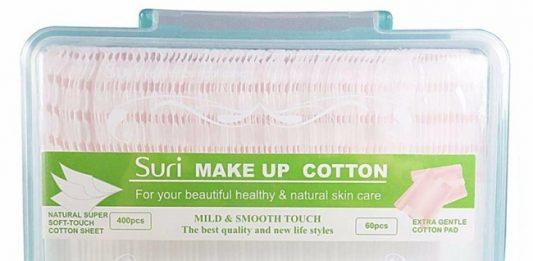 Suri MAKE UP COTTON
For your beautiful healthy & natural skin care
NATURAL SUPER
SOFT-TOUCH
COTTON SHEET
400pcs
MILD & SMOOTH TOUCH
The best quality and new life styles
60pcs
EXTRA GENTLE
COTTON PAD